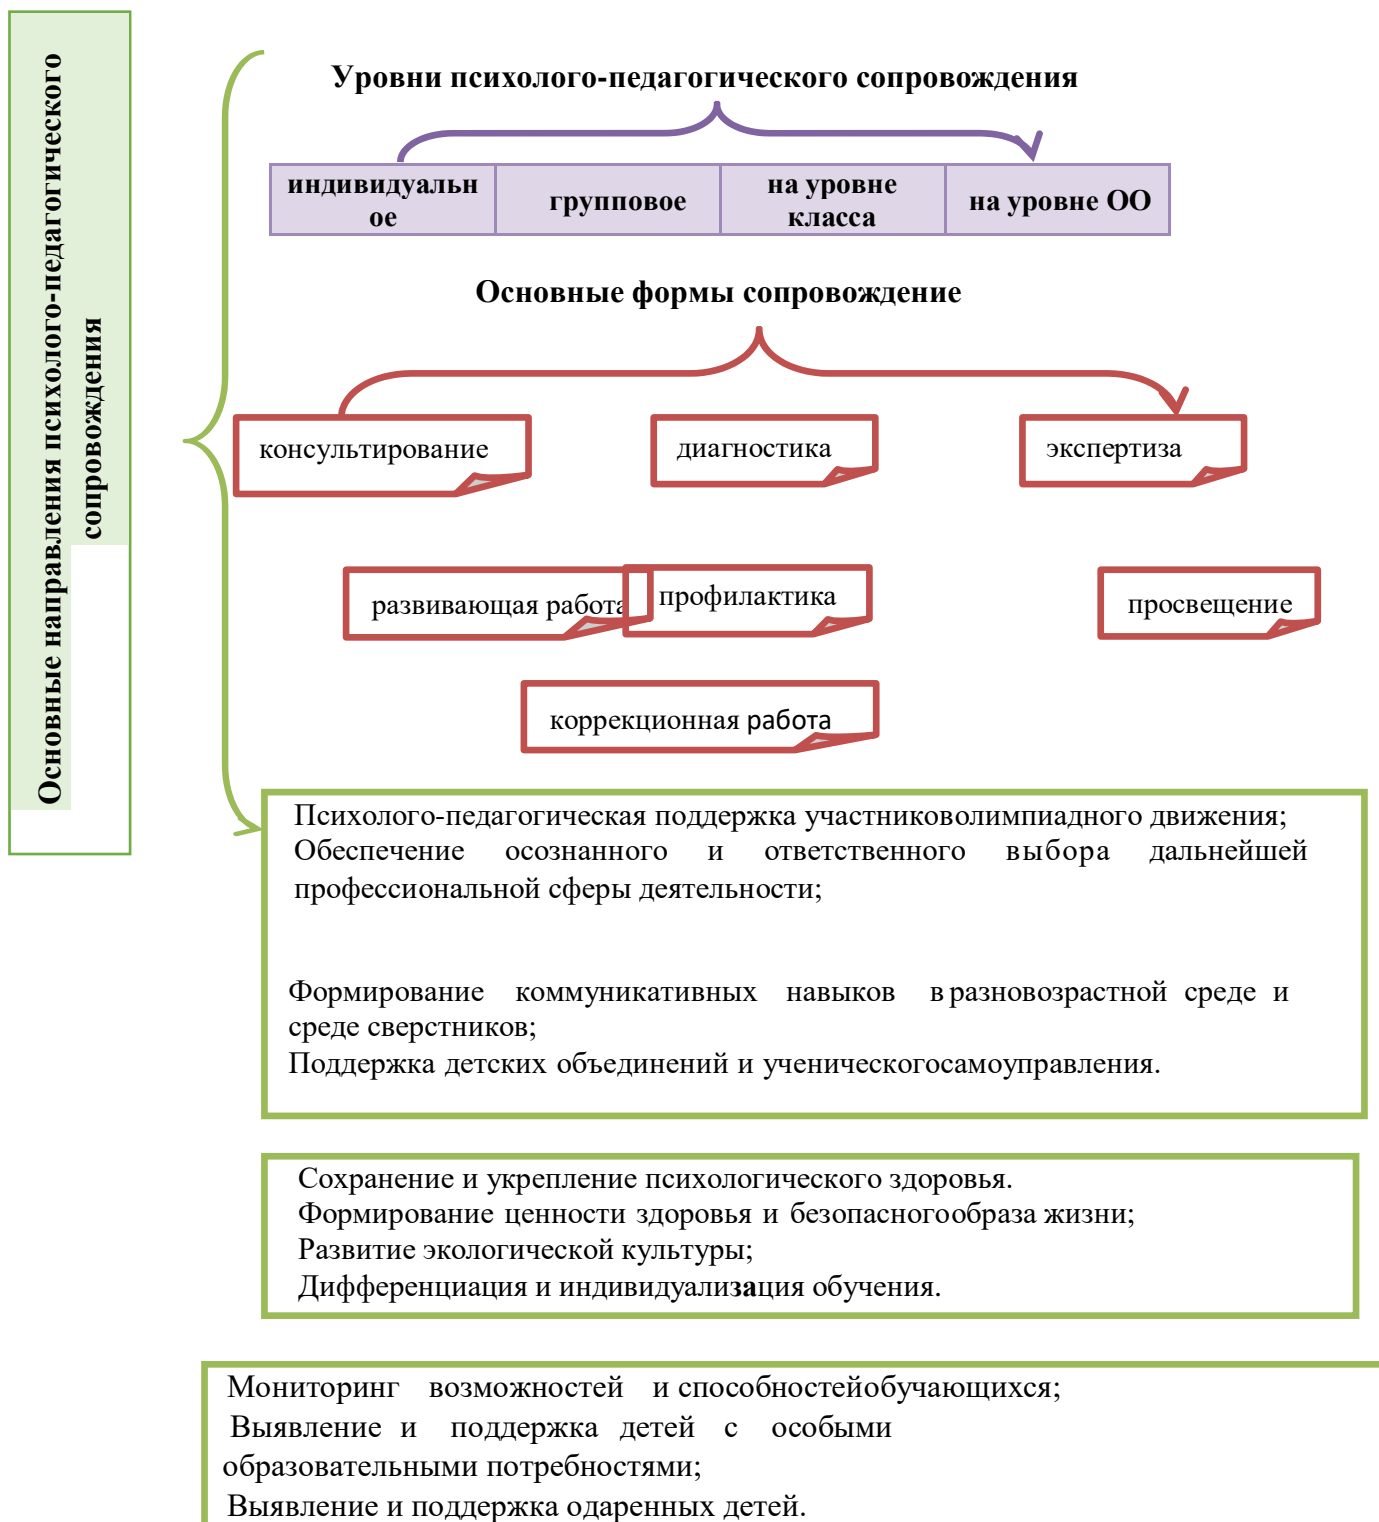 Основные направления психолого-педагогического
сопровождения
Уровни психолого-педагогического сопровождения
индивидуальн
ое
групповое
на уровне
класса
на уровне ОО
Основные формы сопровождение
консультирование
диагностика
экспертиза
развивающая работа
профилактика
просвещение
коррекционная работа
Психолого-педагогическая поддержка участниковолимпиадного движения;
Обеспечение осознанного и ответственного выбора дальнейшей
профессиональной сферы деятельности;
Формирование коммуникативных навыков в разновозрастной среде и
среде сверстников;
Поддержка детских объединений и ученическогосамоуправления.
Сохранение и укрепление психологического здоровья.
Формирование ценности здоровья и безопасногообраза жизни;
Развитие экологической культуры;
Дифференциация и индивидуализация обучения.
Мониторинг возможностей и способностейобучающихся;
Выявление и поддержка детей с особыми
образовательными потребностями;
Выявление и поддержка одаренных детей.